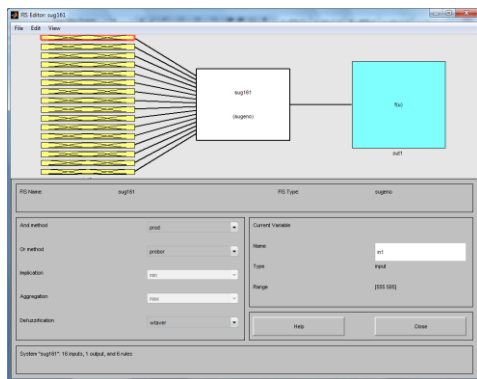 FIS Editor: sug161
File Edit View
sug161
(sugeno)
f(u)
out1
FIS Name: sug161 FIS Type: sugeno
And method prod
Or method probor
Implication min
Aggregation max
Defuzzification wtaver
Current Variable
Name in1
Type input
Range
Help Close
System "sug161": 16 inputs, 1 output, and 6 rules